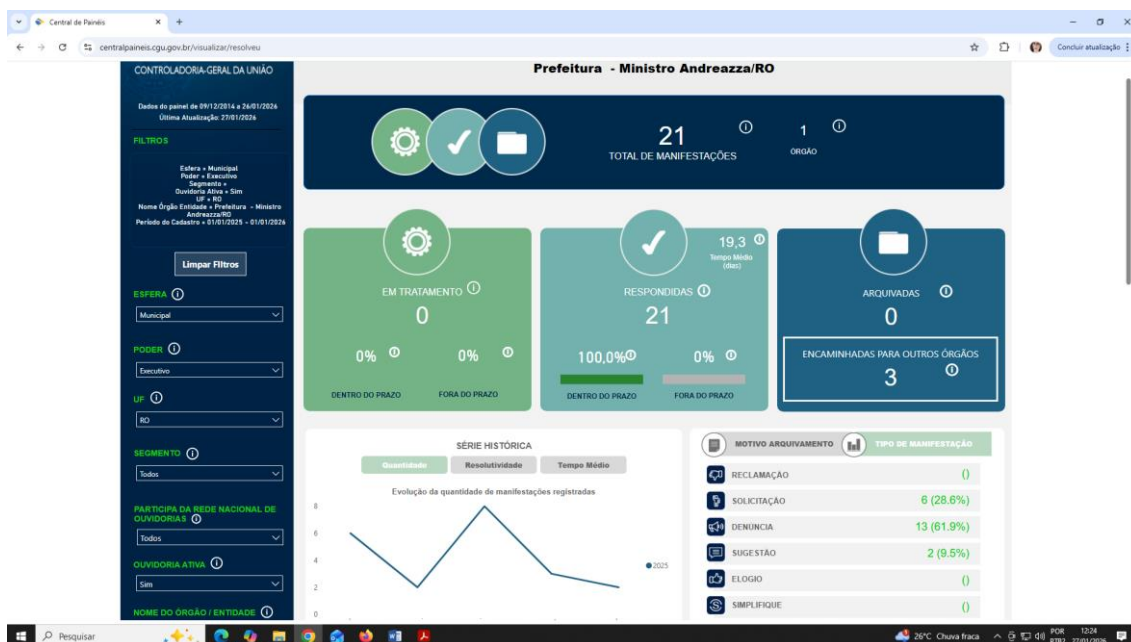 Central de Painéis
centralpaineis.cgu.gov.br/visualizar/resolveu
Concluir atualização
CONTROLADORIA-GERAL DA UNIÃO
Dados do painel de 09/12/2014 a 26/01/2026
Última Atualização: 27/01/2026
FILTROS
Esfera = Municipal
Poder = Executivo
Segmento =
Ouvidoria Ativa = Sim
UF = RO
Nome Órgão Entidade = Prefeitura - Ministro
Andreazza/RO
Período do Cadastro = 01/01/2025 - 01/01/2026
Limpar Filtros
ESFERA
Municipal
PODER
Executivo
UF
RO
SEGMENTO
Todos
PARTICIPA DA REDE NACIONAL DE
OUVIDORIAS
Todos
OUVIDORIA ATIVA
Sim
NOME DO ÓRGÃO / ENTIDADE
Prefeitura - Ministro Andreazza/RO
21
TOTAL DE MANIFESTAÇÕES
1
ÓRGÃO
EM TRATAMENTO
0
0% 0%
DENTRO DO PRAZO FORA DO PRAZO
19,3
Tempo Médio
(dias)
RESPONDIDAS
21
100,0% 0%
DENTRO DO PRAZO FORA DO PRAZO
ARQUIVADAS
0
ENCAMINHADAS PARA OUTROS ÓRGÃOS
3
SÉRIE HISTÓRICA
Quantidade Resolutividade Tempo Médio
Evolução da quantidade de manifestações registradas
8
6
4
2
0
2025
MOTIVO ARQUIVAMENTO TIPO DE MANIFESTAÇÃO
RECLAMAÇÃO ()
SOLICITAÇÃO 6 (28.6%)
DENÚNCIA 13 (61.9%)
SUGESTÃO 2 (9.5%)
ELOGIO ()
SIMPLIFIQUE ()
Pesquisar
26°C Chuva fraca
POR
PTB2
12:24
27/01/2026